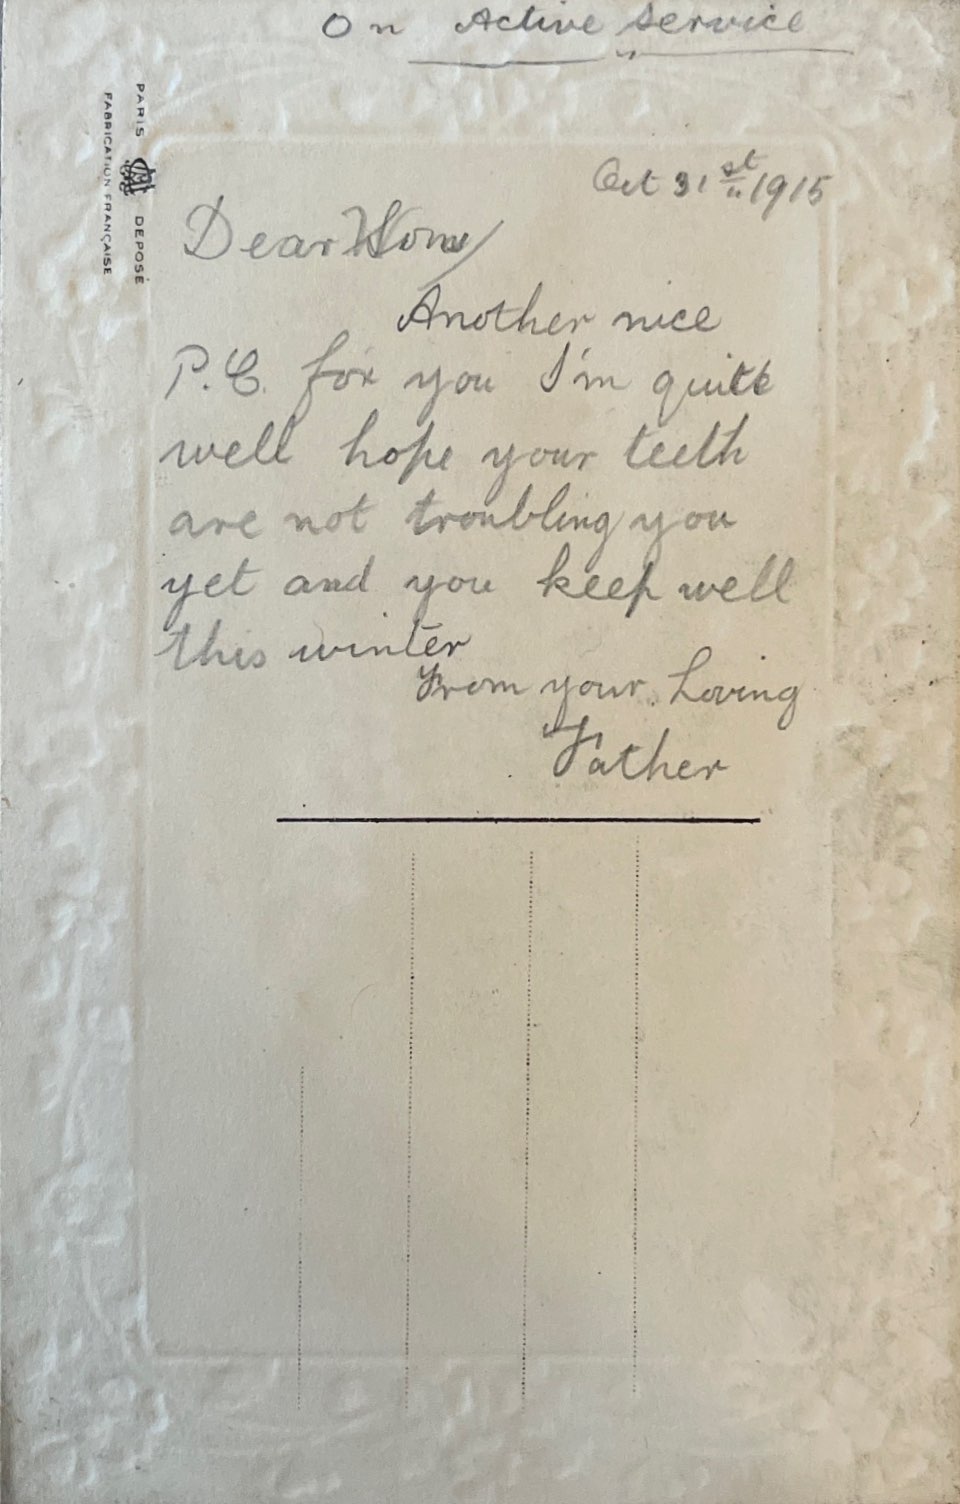 On Active Service
PARIS DEPOSÉ
FABRICATION FRANÇAISE
Oct 31st 1915
Dear
Another nice
P.C. for you I'm quite
well hope your teeth
are not troubling you
yet and you keep well
this winter
From your Loving
Father